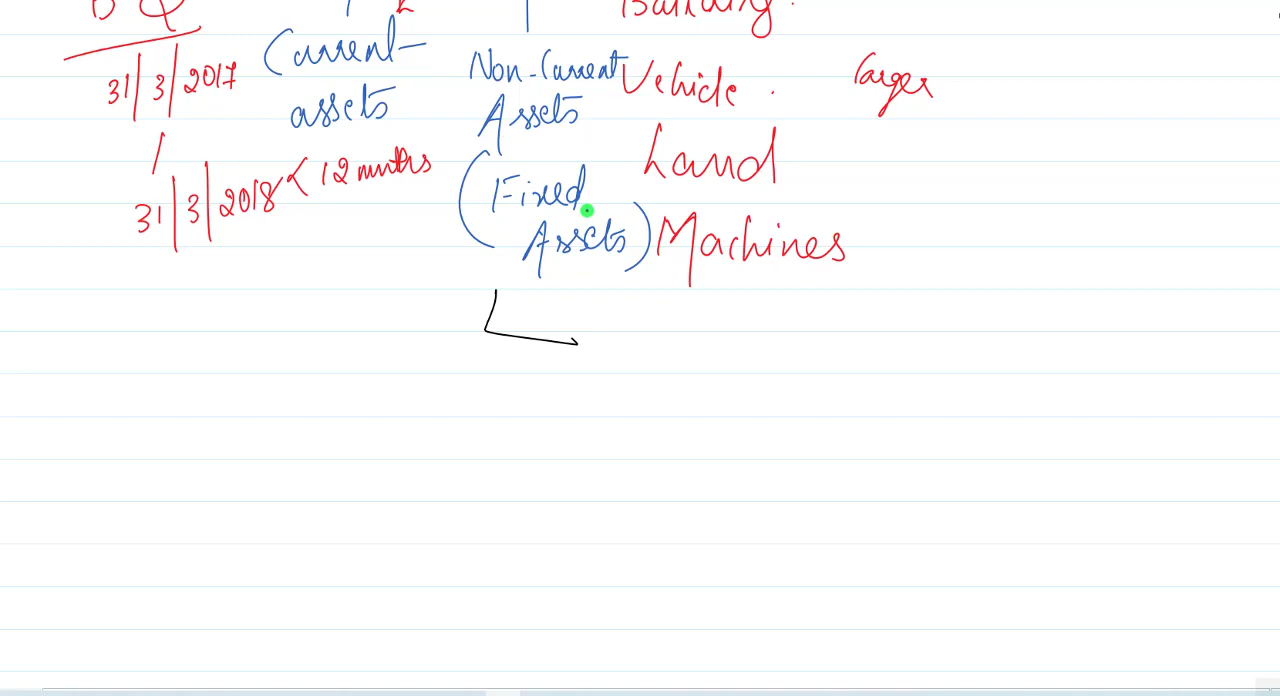 Building.
31/3/2017
Current
assets
Non-Current
Assets
Vehicle.
larger
31/3/2018 < 12 months
(Fixed
Assets)
Land
Machines